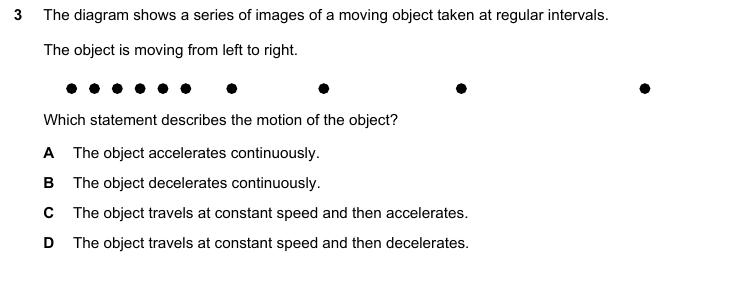 3 The diagram shows a series of images of a moving object taken at regular intervals.
The object is moving from left to right.
Which statement describes the motion of the object?
A The object accelerates continuously.
B The object decelerates continuously.
C The object travels at constant speed and then accelerates.
D The object travels at constant speed and then decelerates.